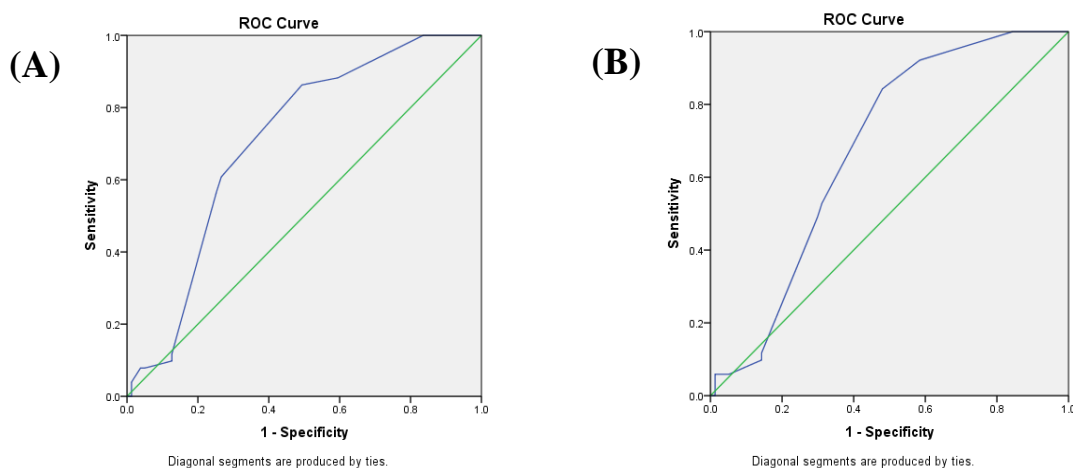 (A)
ROC Curve
Sensitivity
1.0
0.8
0.6
0.4
0.2
0.0
0.0 0.2 0.4 0.6 0.8 1.0
1 - Specificity
Diagonal segments are produced by ties.
(B)
ROC Curve
Sensitivity
1.0
0.8
0.6
0.4
0.2
0.0
0.0 0.2 0.4 0.6 0.8 1.0
1 - Specificity
Diagonal segments are produced by ties.